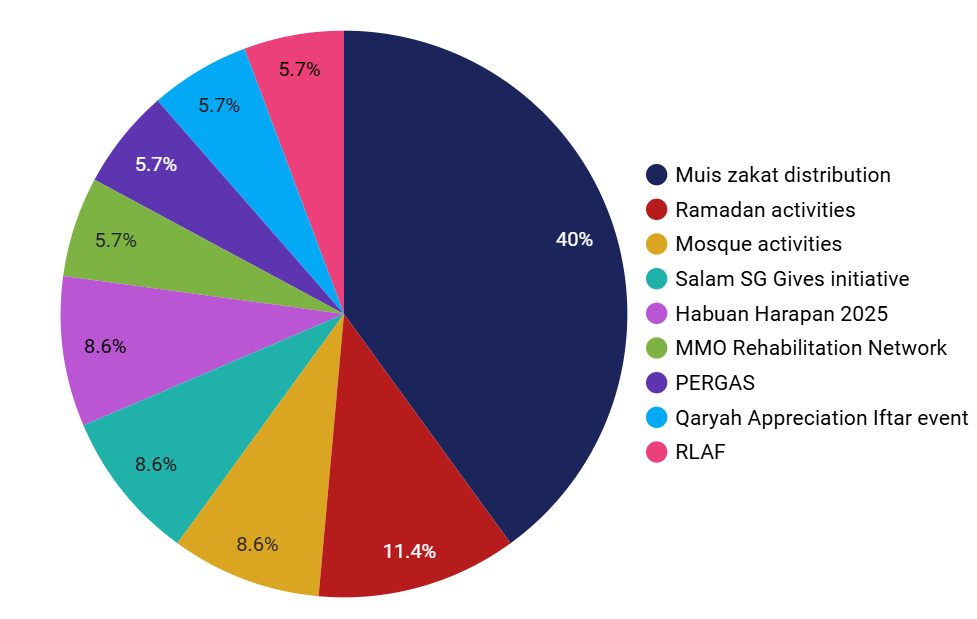 5.7%
5.7%
5.7%
5.7%
8.6%
8.6%
8.6%
11.4%
40%
Muis zakat distribution
Ramadan activities
Mosque activities
Salam SG Gives initiative
Habuan Harapan 2025
MMO Rehabilitation Network
PERGAS
Qaryah Appreciation Iftar event
RLAF